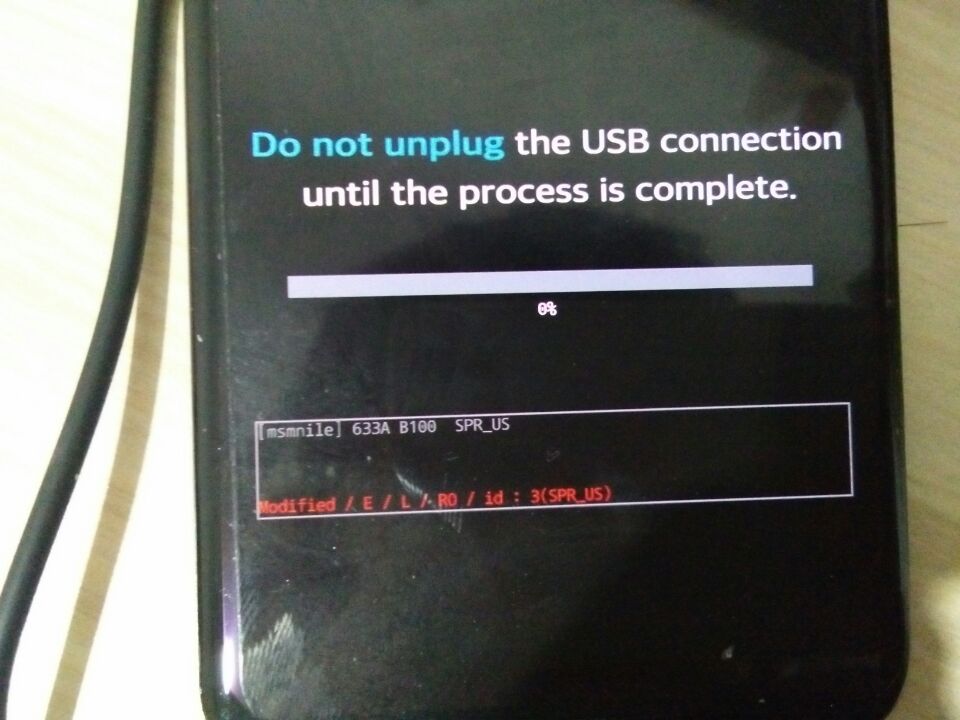 Do not unplug the USB connection
until the process is complete.
0%
[msmnile] 633A B100 SPR_US
Modified / E / L / RO / id : 3(SPR_US)